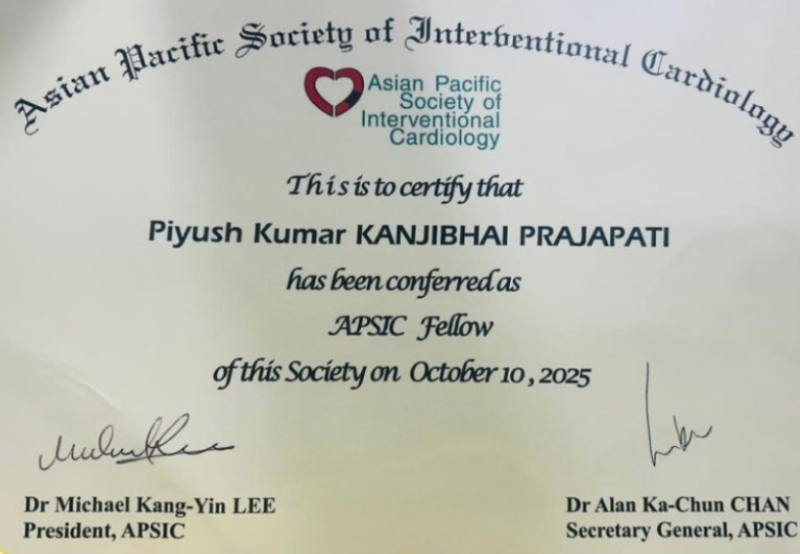 Asian Pacific Society of Interventional Cardiology
Asian Pacific
Society of
Interventional
Cardiology
This is to certify that
Piyush Kumar KANJIBHAI PRAJAPATI
has been conferred as
APSIC Fellow
of this Society on October 10, 2025
Dr Michael Kang-Yin LEE
President, APSIC
Dr Alan Ka-Chun CHAN
Secretary General, APSIC